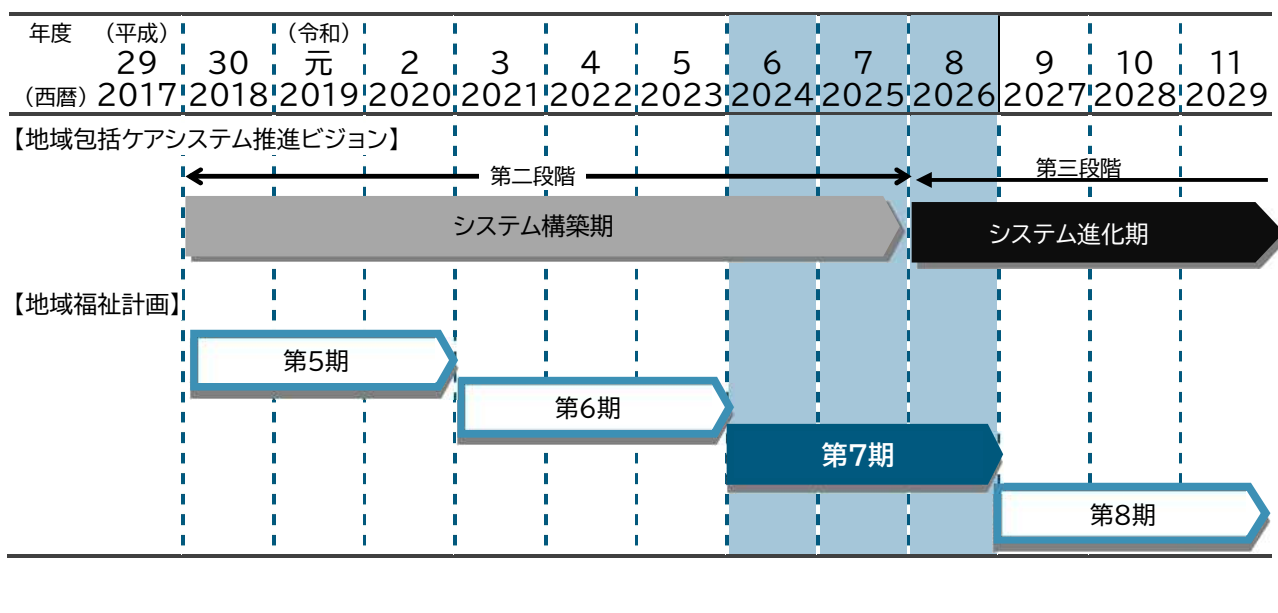 年度 (平成) (令和)
29 30 元 2 3 4 5 6 7 8 9 10 11
(西暦) 2017 2018 2019 2020 2021 2022 2023 2024 2025 2026 2027 2028 2029
【地域包括ケアシステム推進ビジョン】
第二段階 第三段階
システム構築期 システム進化期
【地域福祉計画】
第5期
第6期
第7期
第8期